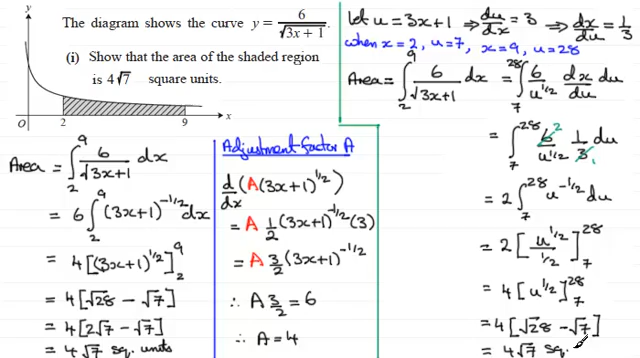 The diagram shows the curve y = 6/√(3x + 1).
(i) Show that the area of the shaded region
is 4√7 square units.
y
O 2 9 x
Area = ∫₂⁹ 6/√(3x+1) dx
= 6 ∫₂⁹ (3x+1)^(-1/2) dx
= 4[(3x+1)^(1/2)]₂⁹
= 4[√28 - √7]
= 4[2√7 - √7]
= 4√7 sq. units
Adjustment factor A
d/dx (A(3x+1)^(1/2))
= A 1/2 (3x+1)^(-1/2) (3)
= A 3/2 (3x+1)^(-1/2)
∴ A 3/2 = 6
∴ A = 4
let u = 3x+1 ⇒ du/dx = 3 ⇒ dx/du = 1/3
when x = 2, u = 7, x = 9, u = 28
Area = ∫₂⁹ 6/√(3x+1) dx = ∫₇²⁸ 6/u^(1/2) dx/du du
= ∫₇²⁸ 6 2/u^(1/2) 1/3 1 du
= 2 ∫₇²⁸ u^(-1/2) du
= 2 [u^(1/2)/(1/2)]₇²⁸
= 4 [u^(1/2)]₇²⁸
= 4[√28 - √7]
= 4√7 sq.